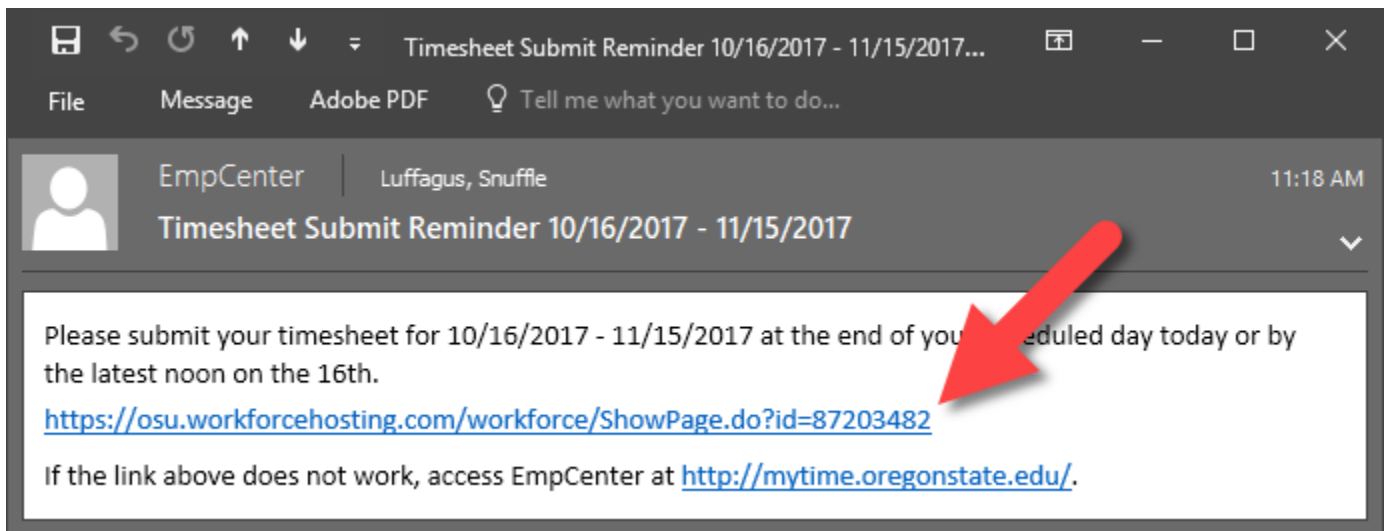 Timesheet Submit Reminder 10/16/2017 - 11/15/2017...
File Message Adobe PDF Tell me what you want to do...
EmpCenter Luffagus, Snuffle 11:18 AM
Timesheet Submit Reminder 10/16/2017 - 11/15/2017
Please submit your timesheet for 10/16/2017 - 11/15/2017 at the end of you eduled day today or by
the latest noon on the 16th.
https://osu.workforcehosting.com/workforce/ShowPage.do?id=87203482
If the link above does not work, access EmpCenter at http://mytime.oregonstate.edu/.